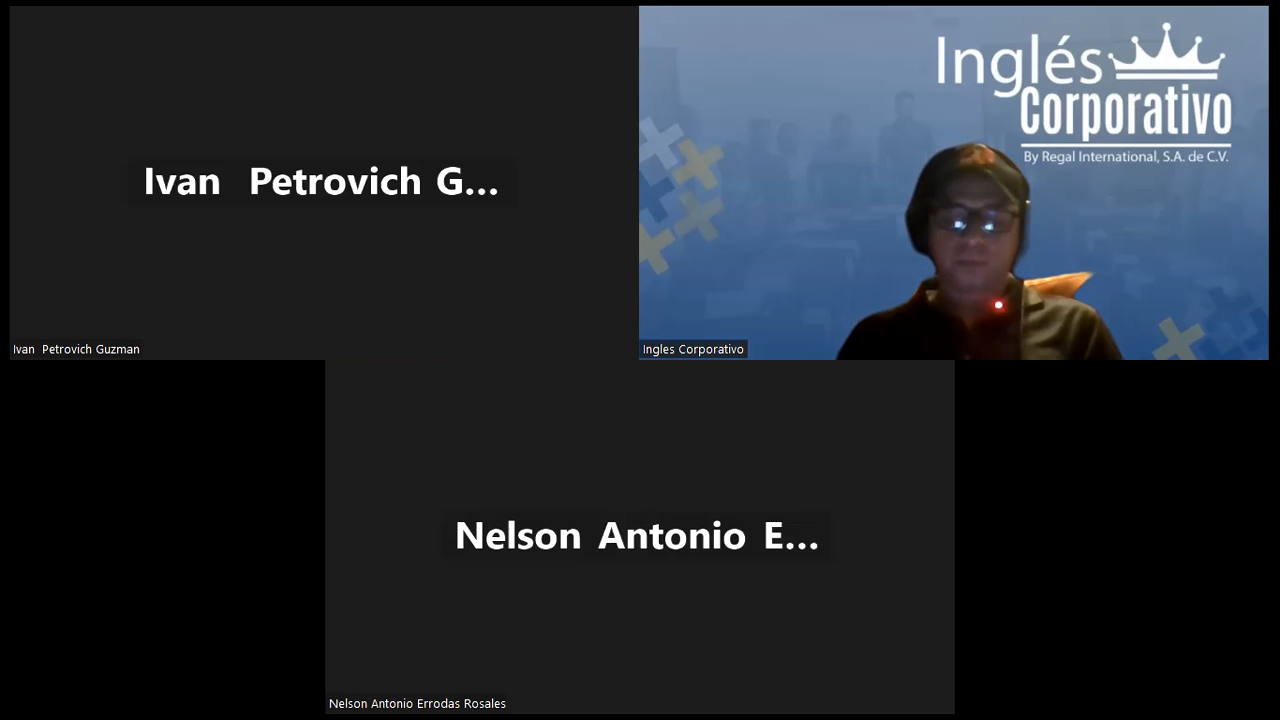 Ivan Petrovich G...
Ivan Petrovich Guzman
Inglés
Corporativo
By Regal International, S.A. de C.V.
Ingles Corporativo
Nelson Antonio E...
Nelson Antonio Errodas Rosales